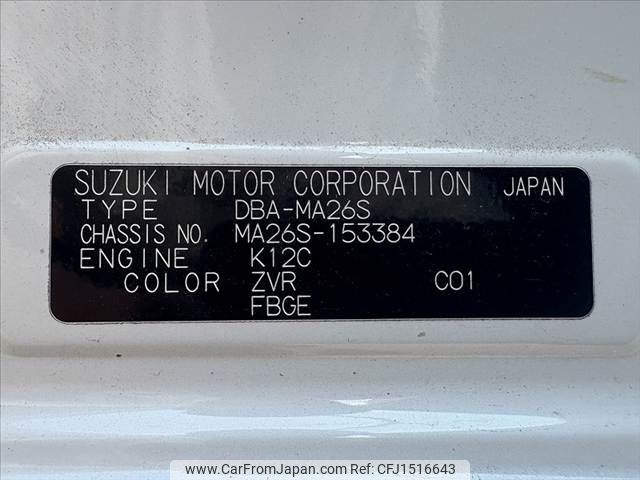 SUZUKI MOTOR CORPORATION JAPAN
TYPE DBA-MA26S
CHASSIS NO. MA26S-153384
ENGINE K12C
COLOR ZVR C01
FBGE
www.CarFromJapan.com | CFJ1516643